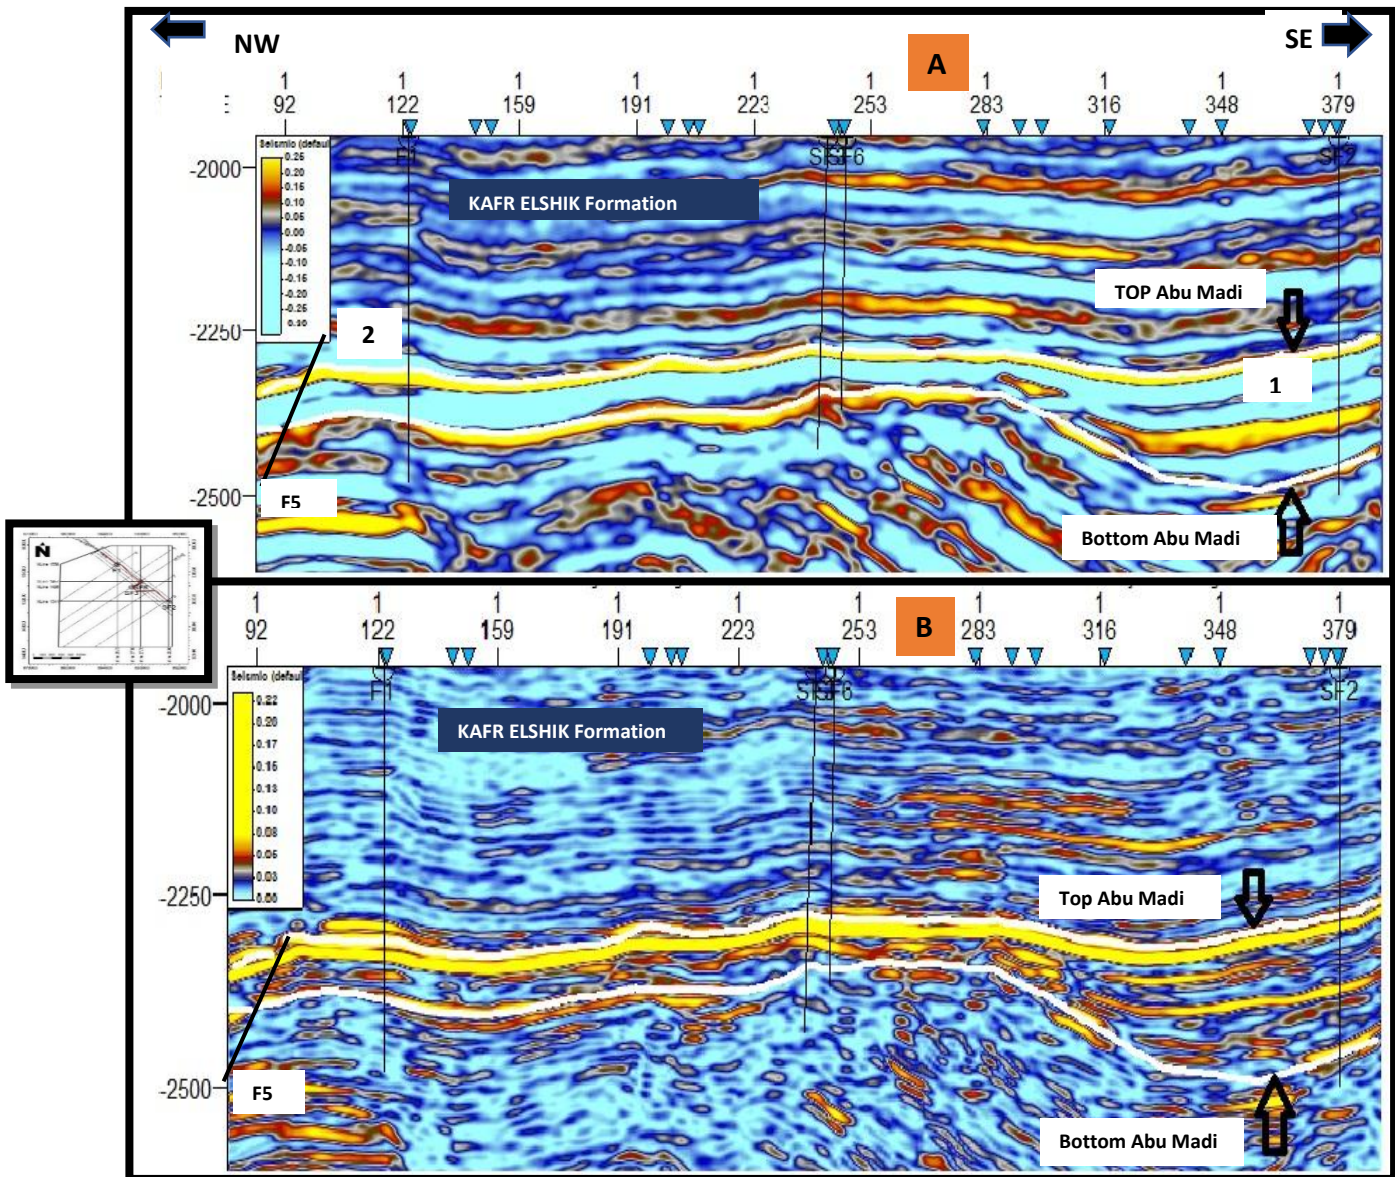 NW
A
SE
1 1 1 1 1 1 1 1 1 1
92 122 159 191 223 253 283 316 348 379
F1
SF6
SF2
Seismic (defaul
0.25
0.20
0.15
0.10
0.05
0.00
-0.05
-0.10
-0.15
-0.20
-0.25
0.10
-2000
-2250
-2500
KAFR ELSHIK Formation
TOP Abu Madi
2
1
F5
Bottom Abu Madi
N
1 1 1 1 1 1 1 1 1 1
92 122 159 191 223 253 283 316 348 379
B
F1
SF6
SF2
Seismic (defaul
0.22
0.20
0.17
0.15
0.13
0.10
0.08
0.05
0.03
0.00
-2000
-2250
-2500
KAFR ELSHIK Formation
Top Abu Madi
F5
Bottom Abu Madi